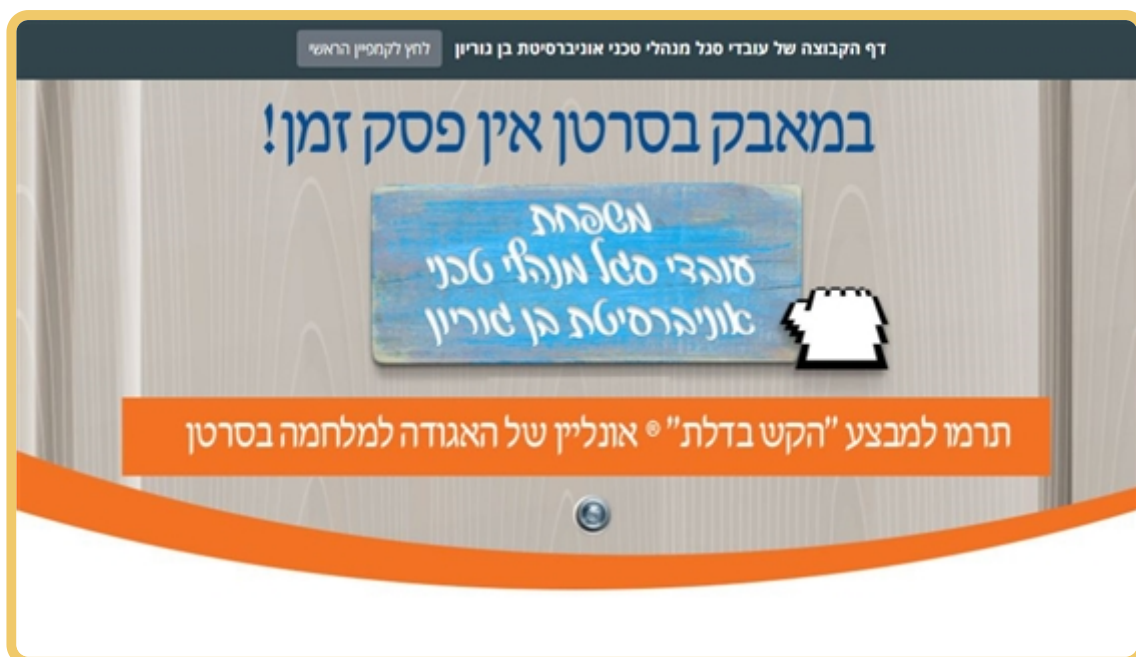 דף הקבוצה של עובדי סגל מנהלי טכני אוניברסיטת בן גוריון לחץ לקמפיין הראשי
במאבק בסרטן אין פסק זמן!
משפחת
עובדי סגל מנהלי טכני
אוניברסיטת בן גוריון
תרמו למבצע "הקש בדלת" ® אונליין של האגודה למלחמה בסרטן